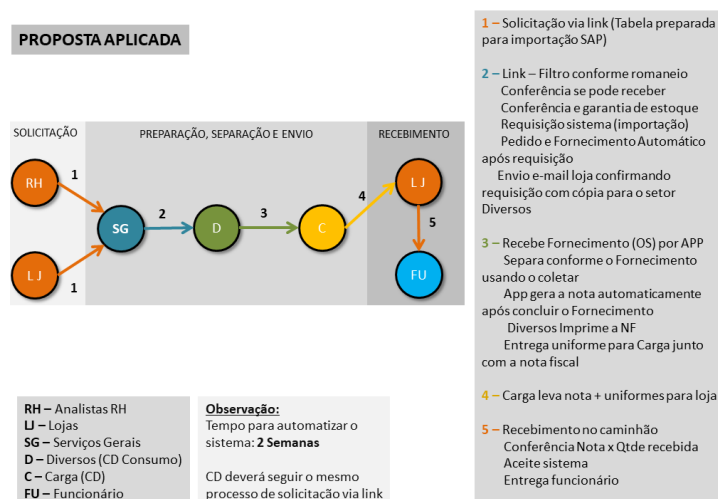 PROPOSTA APLICADA
SOLICITAÇÃO
PREPARAÇÃO, SEPARAÇÃO E ENVIO
RECEBIMENTO
RH
1
LJ
1
SG
2
D
3
C
4
LJ
5
FU
RH – Analistas RH
LJ – Lojas
SG – Serviços Gerais
D – Diversos (CD Consumo)
C – Carga (CD)
FU – Funcionário
Observação:
Tempo para automatizar o
sistema: 2 Semanas
CD deverá seguir o mesmo
processo de solicitação via link
1 – Solicitação via link (Tabela preparada
para importação SAP)
2 – Link – Filtro conforme romaneio
Conferência se pode receber
Conferência e garantia de estoque
Requisição sistema (importação)
Pedido e Fornecimento Automático
após requisição
Envio e-mail loja confirmando
requisição com cópia para o setor
Diversos
3 – Recebe Fornecimento (OS) por APP
Separa conforme o Fornecimento
usando o coletar
App gera a nota automaticamente
após concluir o Fornecimento
Diversos Imprime a NF
Entrega uniforme para Carga junto
com a nota fiscal
4 – Carga leva nota + uniformes para loja
5 – Recebimento no caminhão
Conferência Nota x Qtde recebida
Aceite sistema
Entrega funcionário